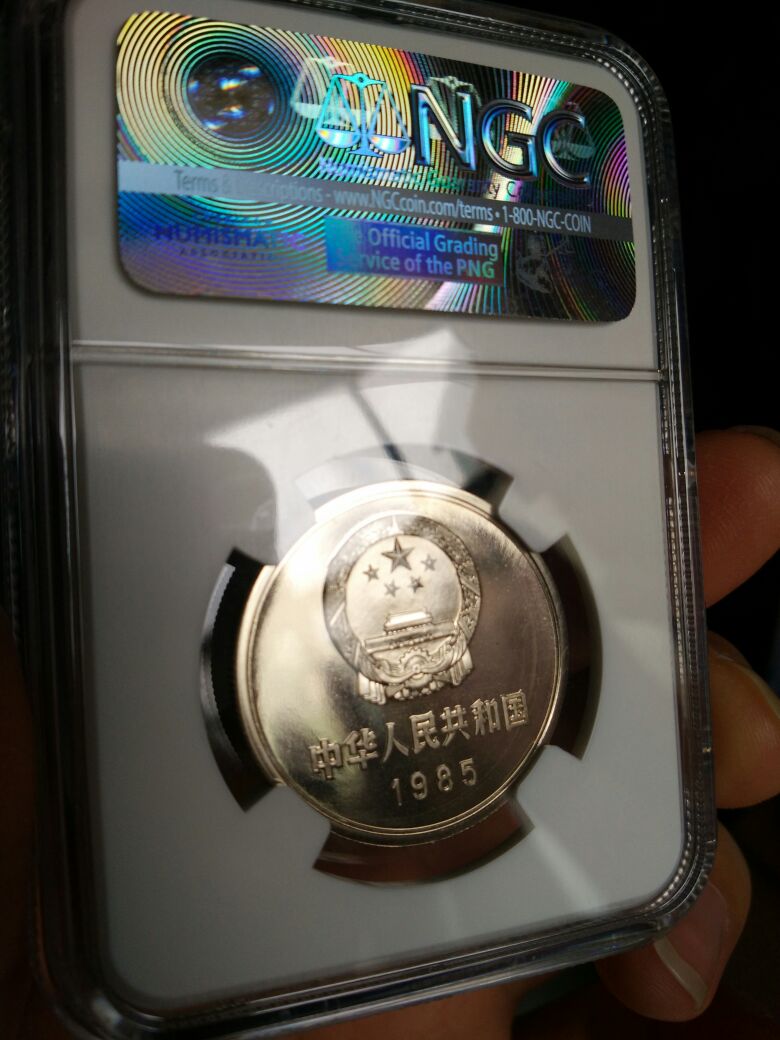 NGC
Terms & - www.NGCcoin.com/terms • 1-800-NGC-COIN
Official Grading
Service of the PNG
中华人民共和国
1985